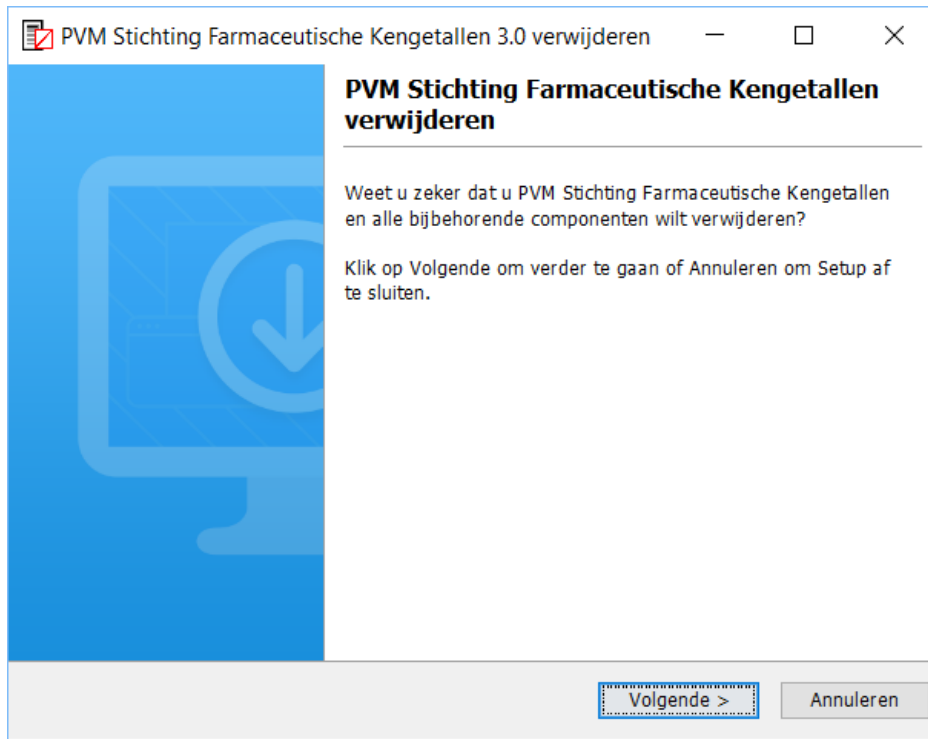 PVM Stichting Farmaceutische Kengetallen 3.0 verwijderen
PVM Stichting Farmaceutische Kengetallen
verwijderen
Weet u zeker dat u PVM Stichting Farmaceutische Kengetallen
en alle bijbehorende componenten wilt verwijderen?
Klik op Volgende om verder te gaan of Annuleren om Setup af
te sluiten.
Volgende >
Annuleren